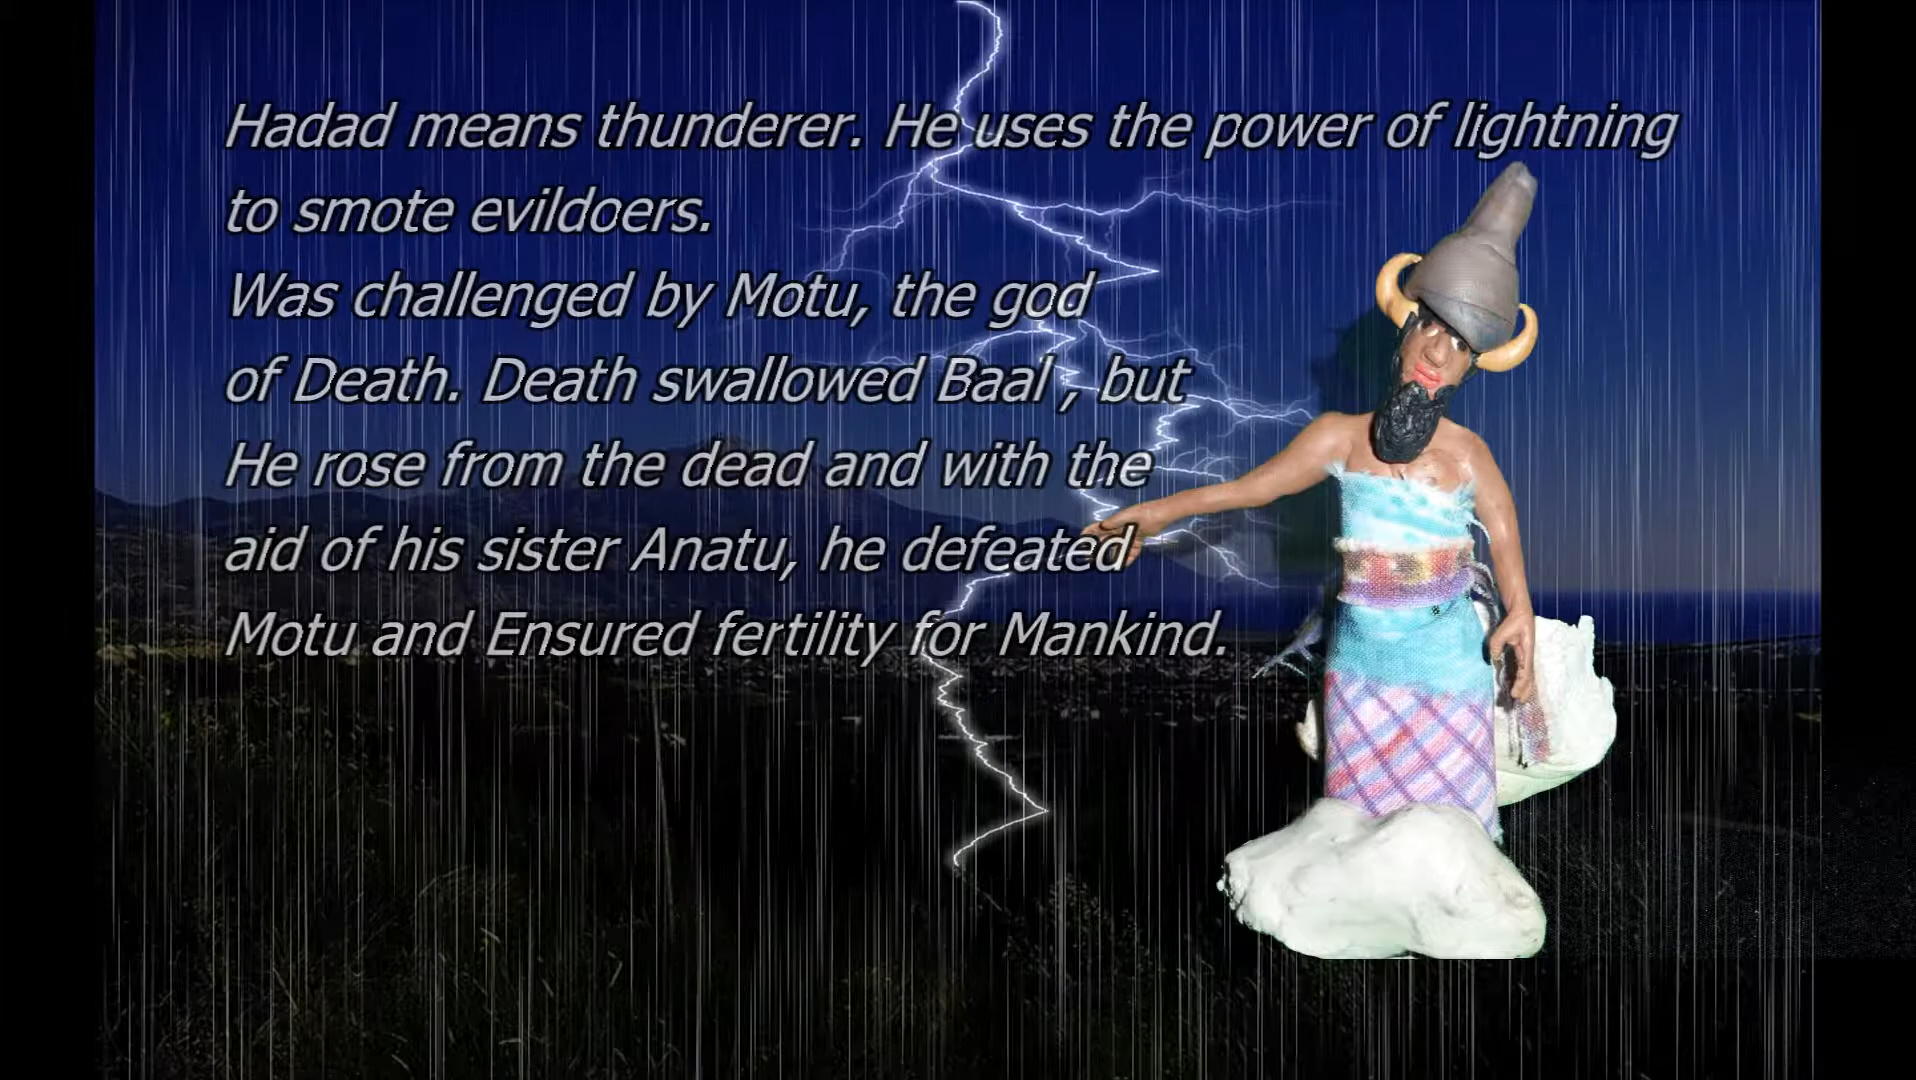 Hadad means thunderer. He uses the power of lightning
to smote evildoers.
Was challenged by Motu, the god
of Death. Death swallowed Baal , but
He rose from the dead and with the
aid of his sister Anatu, he defeated
Motu and Ensured fertility for Mankind.